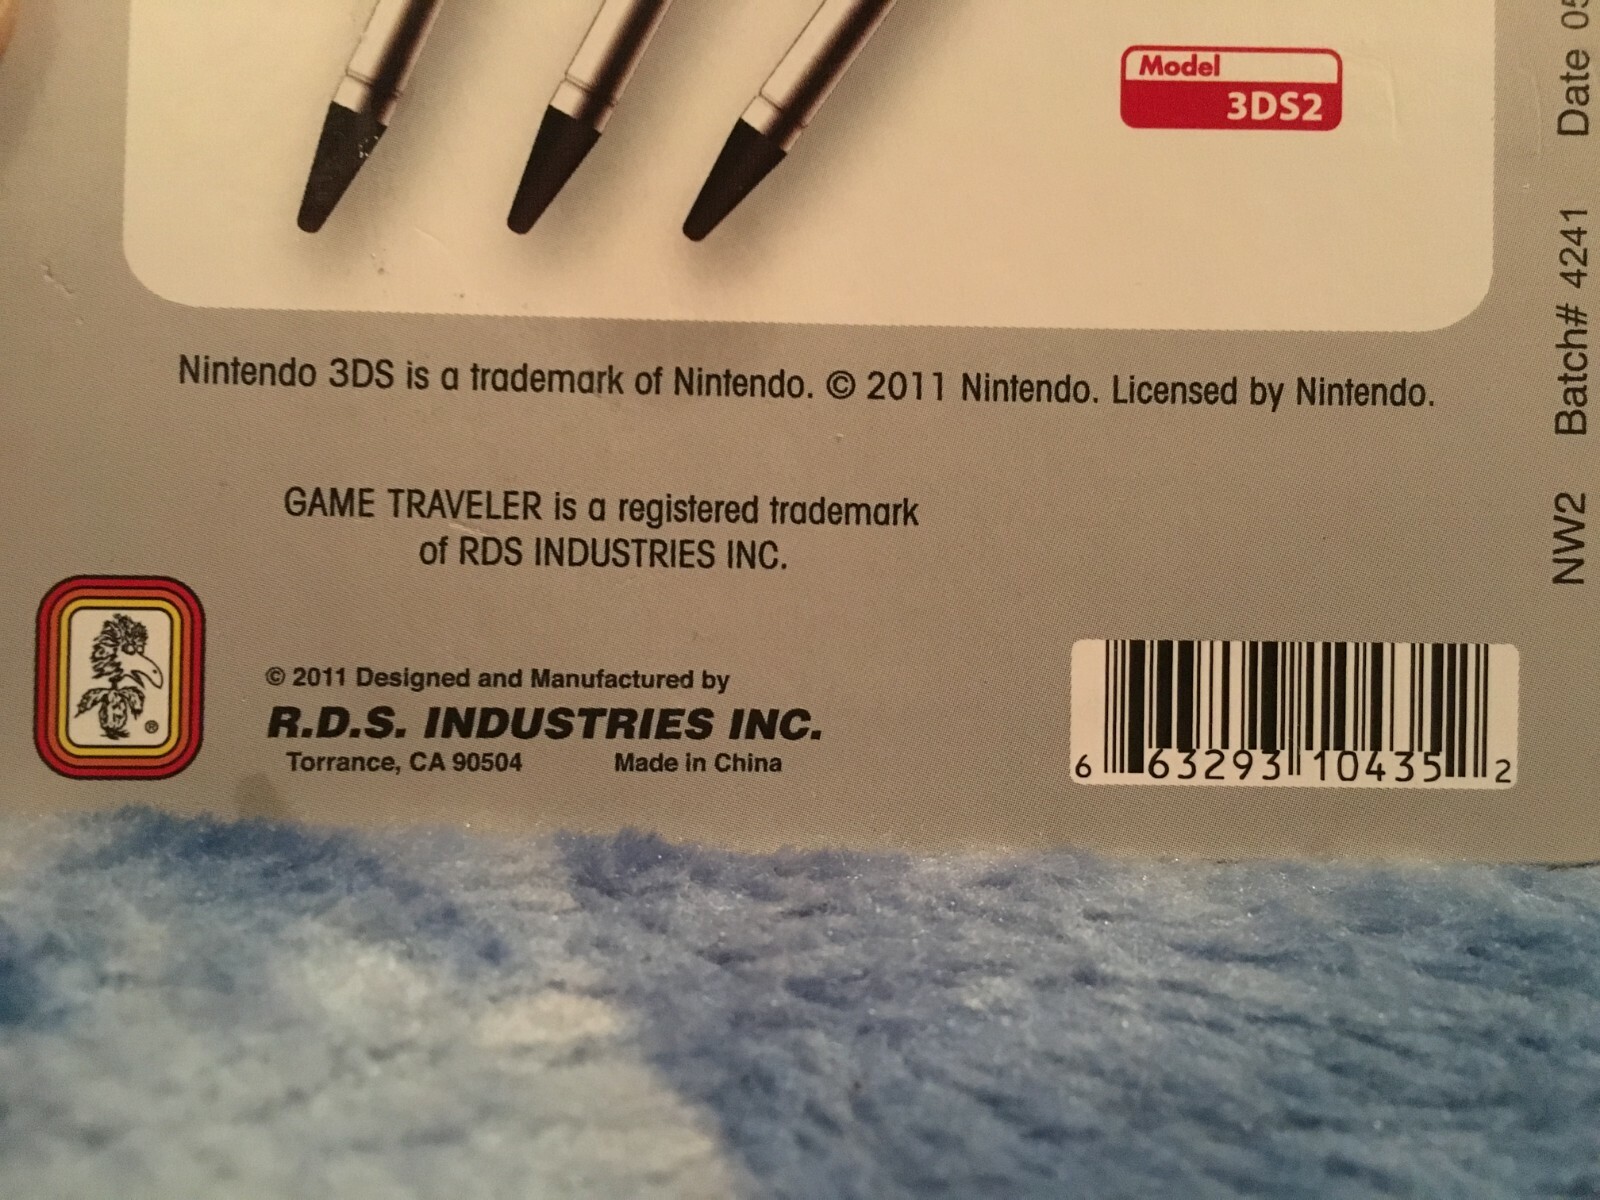 Model
3DS2
Nintendo 3DS is a trademark of Nintendo. © 2011 Nintendo. Licensed by Nintendo.
GAME TRAVELER is a registered trademark
of RDS INDUSTRIES INC.
®
© 2011 Designed and Manufactured by
R.D.S. INDUSTRIES INC.
Torrance, CA 90504 Made in China
6 63293 10435 2
NW2 Batch# 4241 Date 05